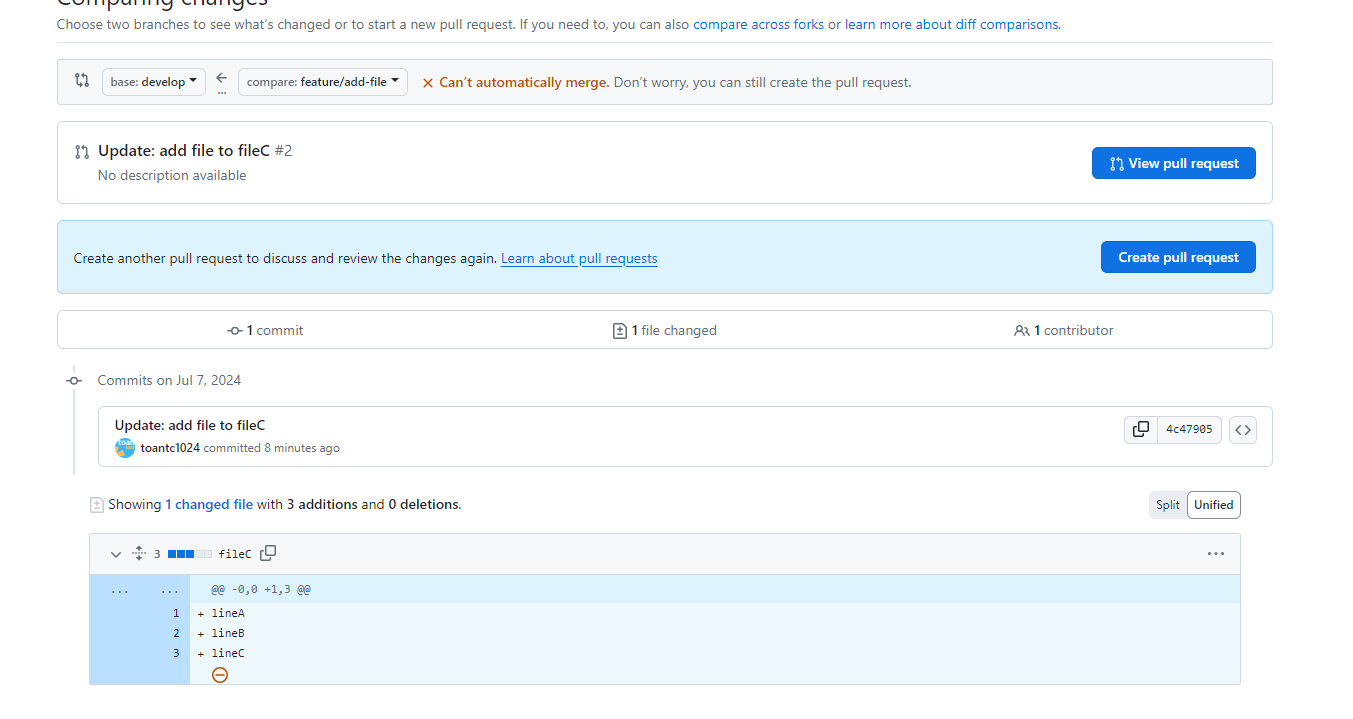 Comparing changes
Choose two branches to see what's changed or to start a new pull request. If you need to, you can also compare across forks or learn more about diff comparisons.
base: develop ... compare: feature/add-file Can't automatically merge. Don't worry, you can still create the pull request.
Update: add file to fileC #2
No description available
View pull request
Create another pull request to discuss and review the changes again. Learn about pull requests
Create pull request
1 commit 1 file changed 1 contributor
Commits on Jul 7, 2024
Update: add file to fileC
toantc1024 committed 8 minutes ago
4c47905
Showing 1 changed file with 3 additions and 0 deletions.
Split Unified
3 fileC
... ... @@ -0,0 +1,3 @@
1 + lineA
2 + lineB
3 + lineC